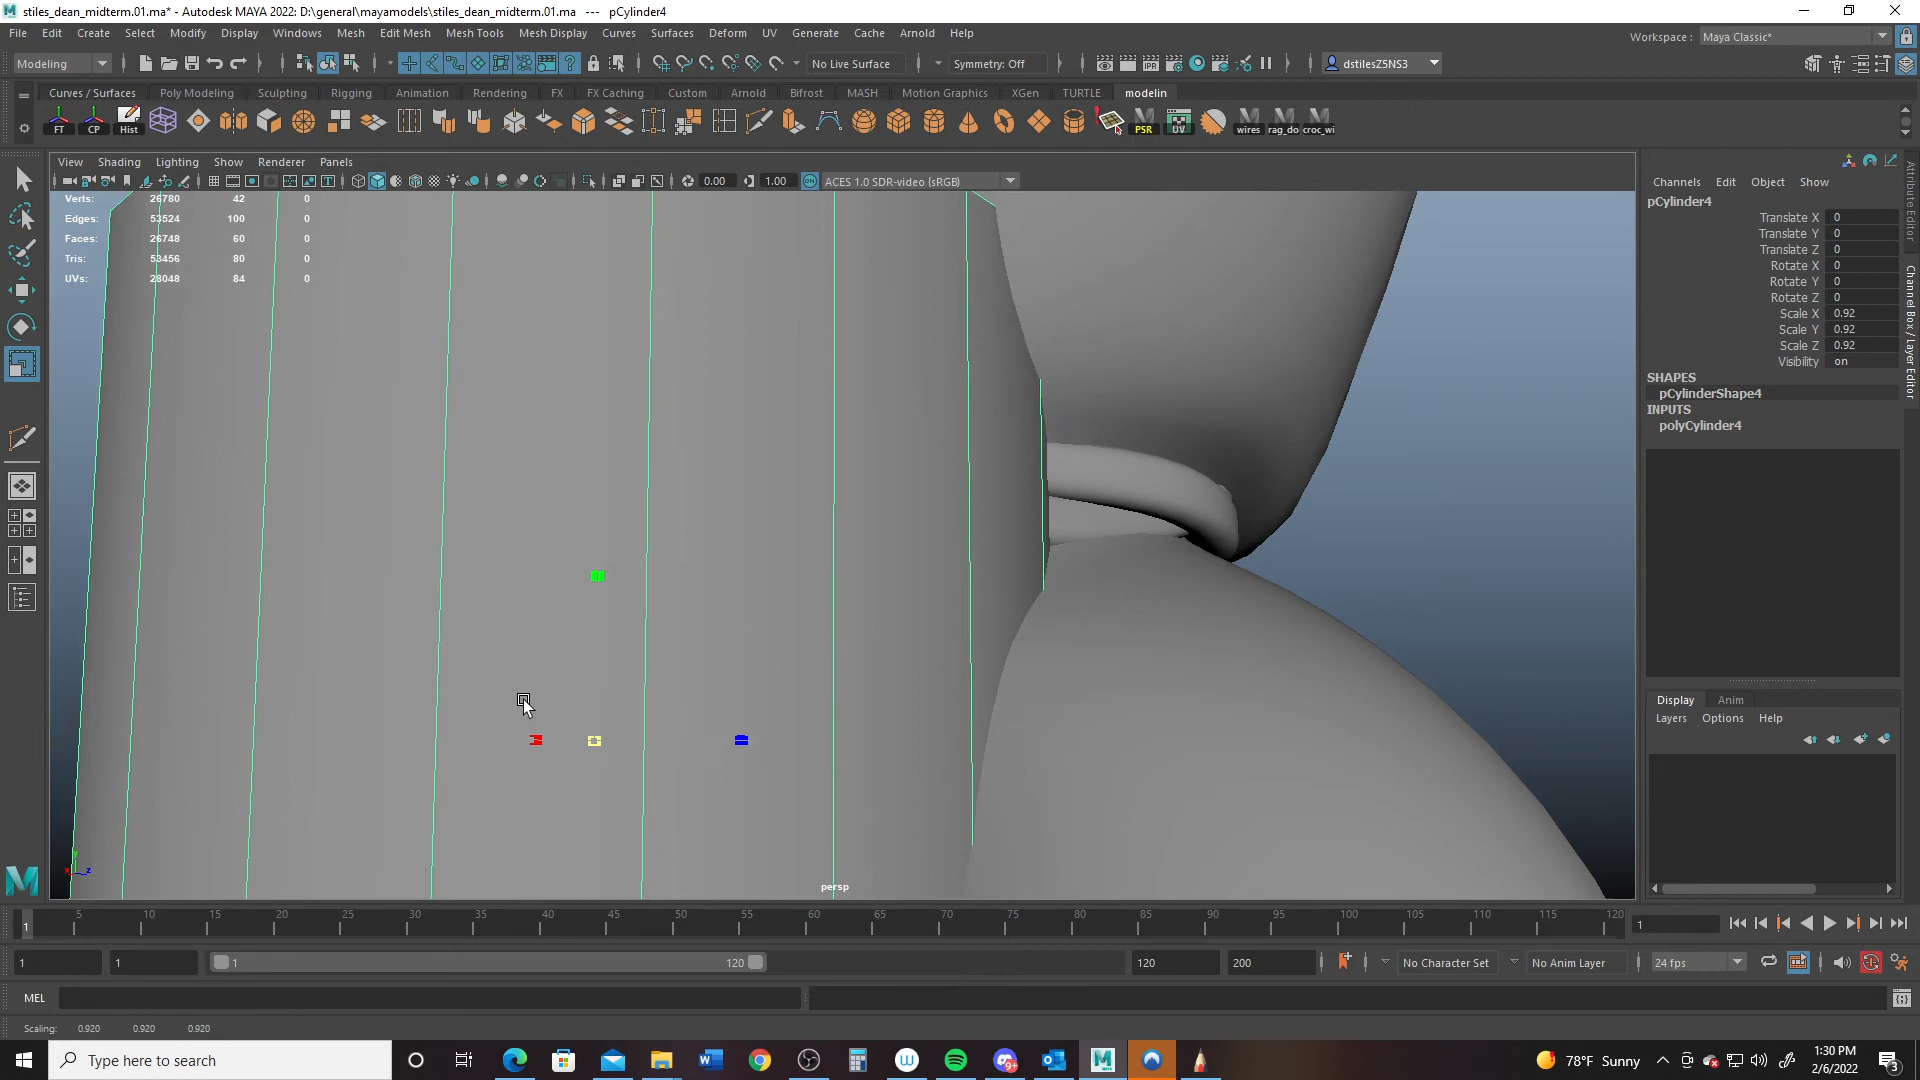 stiles_dean_midterm.01.ma* - Autodesk MAYA 2022: D:\general\mayamodels\stiles_dean_midterm.01.ma --- pCylinder4
File Edit Create Select Modify Display Windows Mesh Edit Mesh Mesh Tools Mesh Display Curves Surfaces Deform UV Generate Cache Arnold Help
Workspace : Maya Classic*
Modeling No Live Surface Symmetry: Off dstilesZ5NS3
Curves / Surfaces Poly Modeling Sculpting Rigging Animation Rendering FX FX Caching Custom Arnold Bifrost MASH Motion Graphics XGen TURTLE modelin
FT CP Hist PSR UV wires rag_do croc_wi
View Shading Lighting Show Renderer Panels
0.00 1.00 ON ACES 1.0 SDR-video (sRGB)
Verts: 26780 42 0
Edges: 53524 100 0
Faces: 26748 60 0
Tris: 53456 80 0
UVs: 28048 84 0
persp
Channels Edit Object Show
pCylinder4
Translate X 0
Translate Y 0
Translate Z 0
Rotate X 0
Rotate Y 0
Rotate Z 0
Scale X 0.92
Scale Y 0.92
Scale Z 0.92
Visibility on
SHAPES
pCylinderShape4
INPUTS
polyCylinder4
Attribute Editor
Channel Box / Layer Editor
Display Anim
Layers Options Help
5 10 15 20 25 30 35 40 45 50 55 60 65 70 75 80 85 90 95 100 105 110 115 120
1 1
1 1 1 120 120 200 No Character Set No Anim Layer 24 fps
MEL
Scaling: 0.920 0.920 0.920
Type here to search
78°F Sunny
1:30 PM
2/6/2022
3